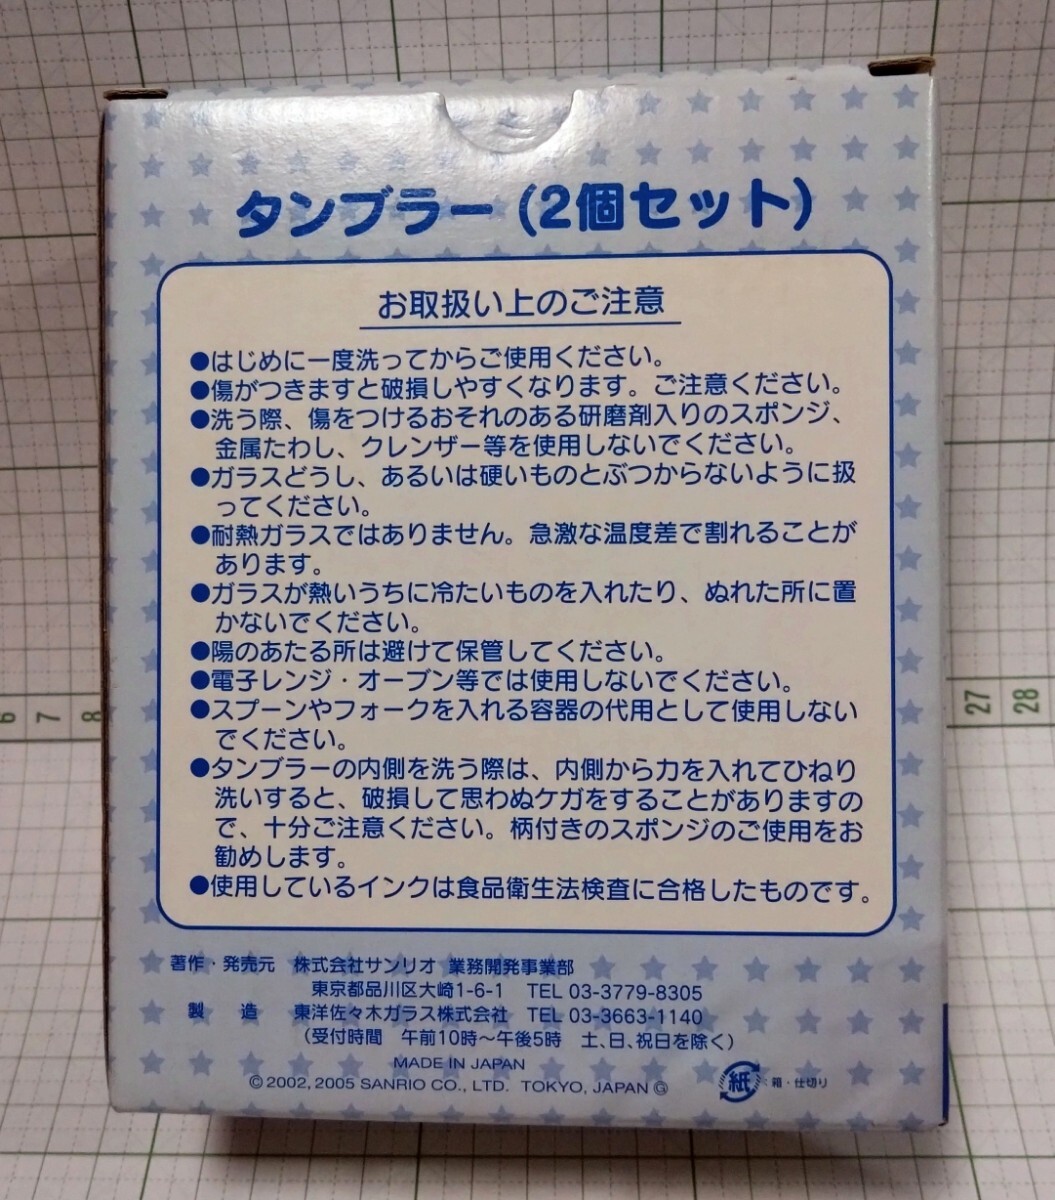 タンブラー(2個セット)
お取扱い上のご注意
●はじめに一度洗ってからご使用ください。
●傷がつきますと破損しやすくなります。ご注意ください。
●洗う際、傷をつけるおそれのある研磨剤入りのスポンジ、
金属たわし、クレンザー等を使用しないでください。
●ガラスどうし、あるいは硬いものとぶつからないように扱
ってください。
●耐熱ガラスではありません。急激な温度差で割れることが
あります。
●ガラスが熱いうちに冷たいものを入れたり、ぬれた所に置
かないでください。
●陽のあたる所は避けて保管してください。
●電子レンジ・オーブン等では使用しないでください。
●スプーンやフォークを入れる容器の代用として使用しない
でください。
●タンブラーの内側を洗う際は、内側から力を入れてひねり
洗いすると、破損して思わぬケガをすることがありますの
で、十分ご注意ください。柄付きのスポンジのご使用をお
勧めします。
●使用しているインクは食品衛生法検査に合格したものです。
著作・発売元 株式会社サンリオ 業務開発事業部
東京都品川区大崎1-6-1 TEL 03-3779-8305
製 造 東洋佐々木ガラス株式会社 TEL 03-3663-1140
(受付時間 午前10時〜午後5時 土、日、祝日を除く)
MADE IN JAPAN
©2002, 2005 SANRIO CO., LTD. TOKYO, JAPAN Ⓖ
紙 : 箱・仕切り
6 7 8
27 28